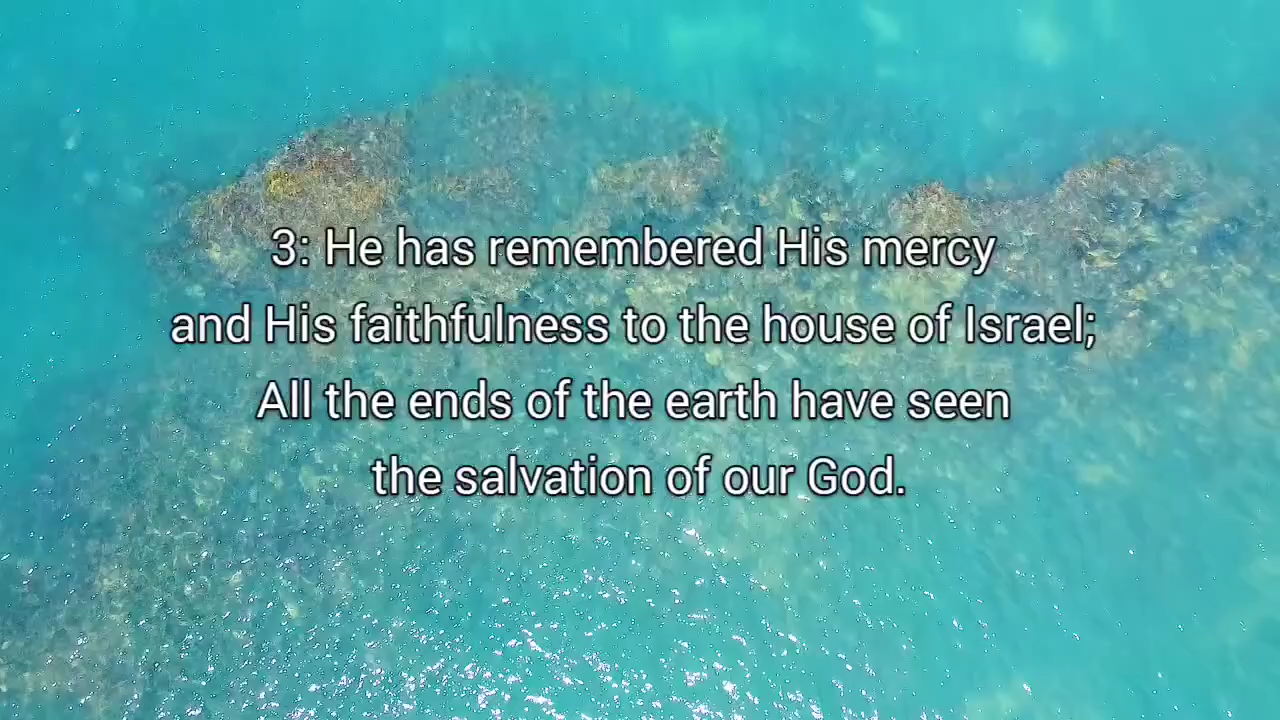 3: He has remembered His mercy
and His faithfulness to the house of Israel;
All the ends of the earth have seen
the salvation of our God.